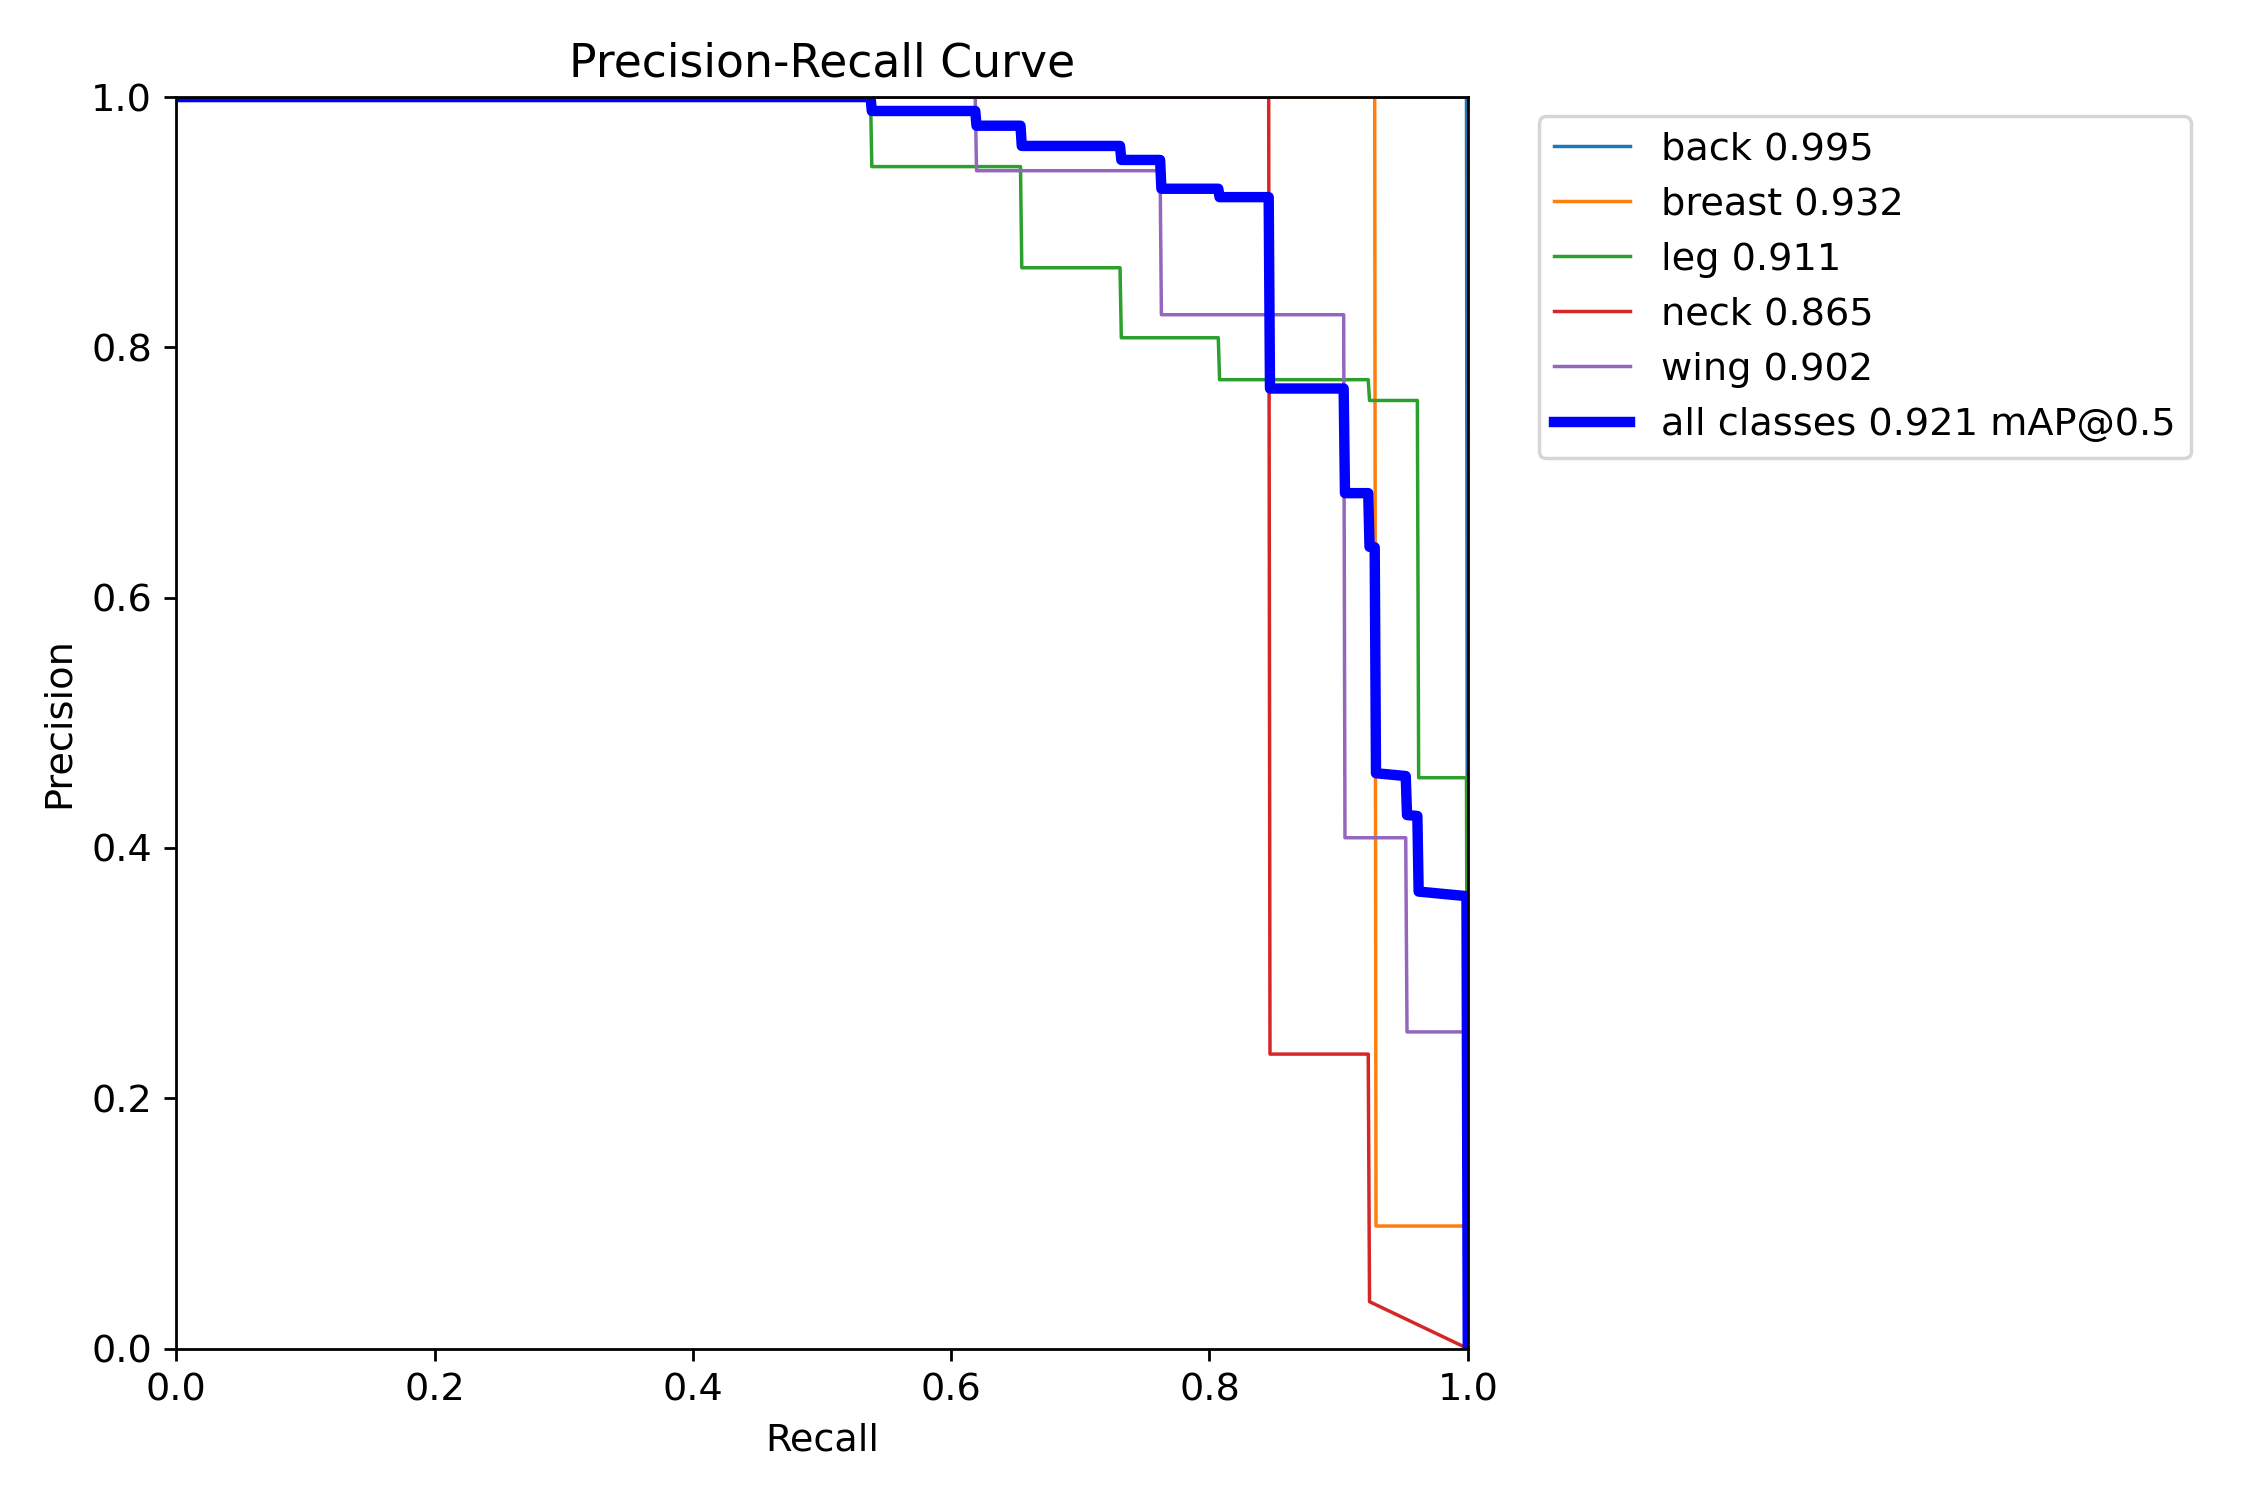 Precision-Recall Curve
1.0
0.8
0.6
0.4
0.2
0.0
Precision
0.0 0.2 0.4 0.6 0.8 1.0
Recall
back 0.995
breast 0.932
leg 0.911
neck 0.865
wing 0.902
all classes 0.921 mAP@0.5